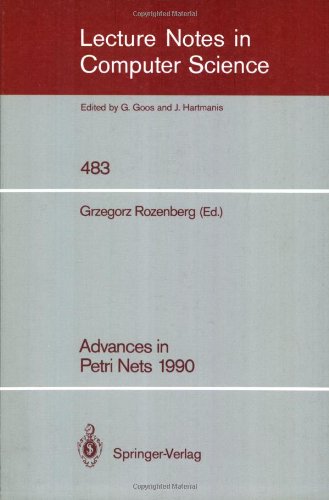 Lecture Notes in
Computer Science
Edited by G. Goos and J. Hartmanis
483
Grzegorz Rozenberg (Ed.)
Advances in
Petri Nets 1990
Springer-Verlag